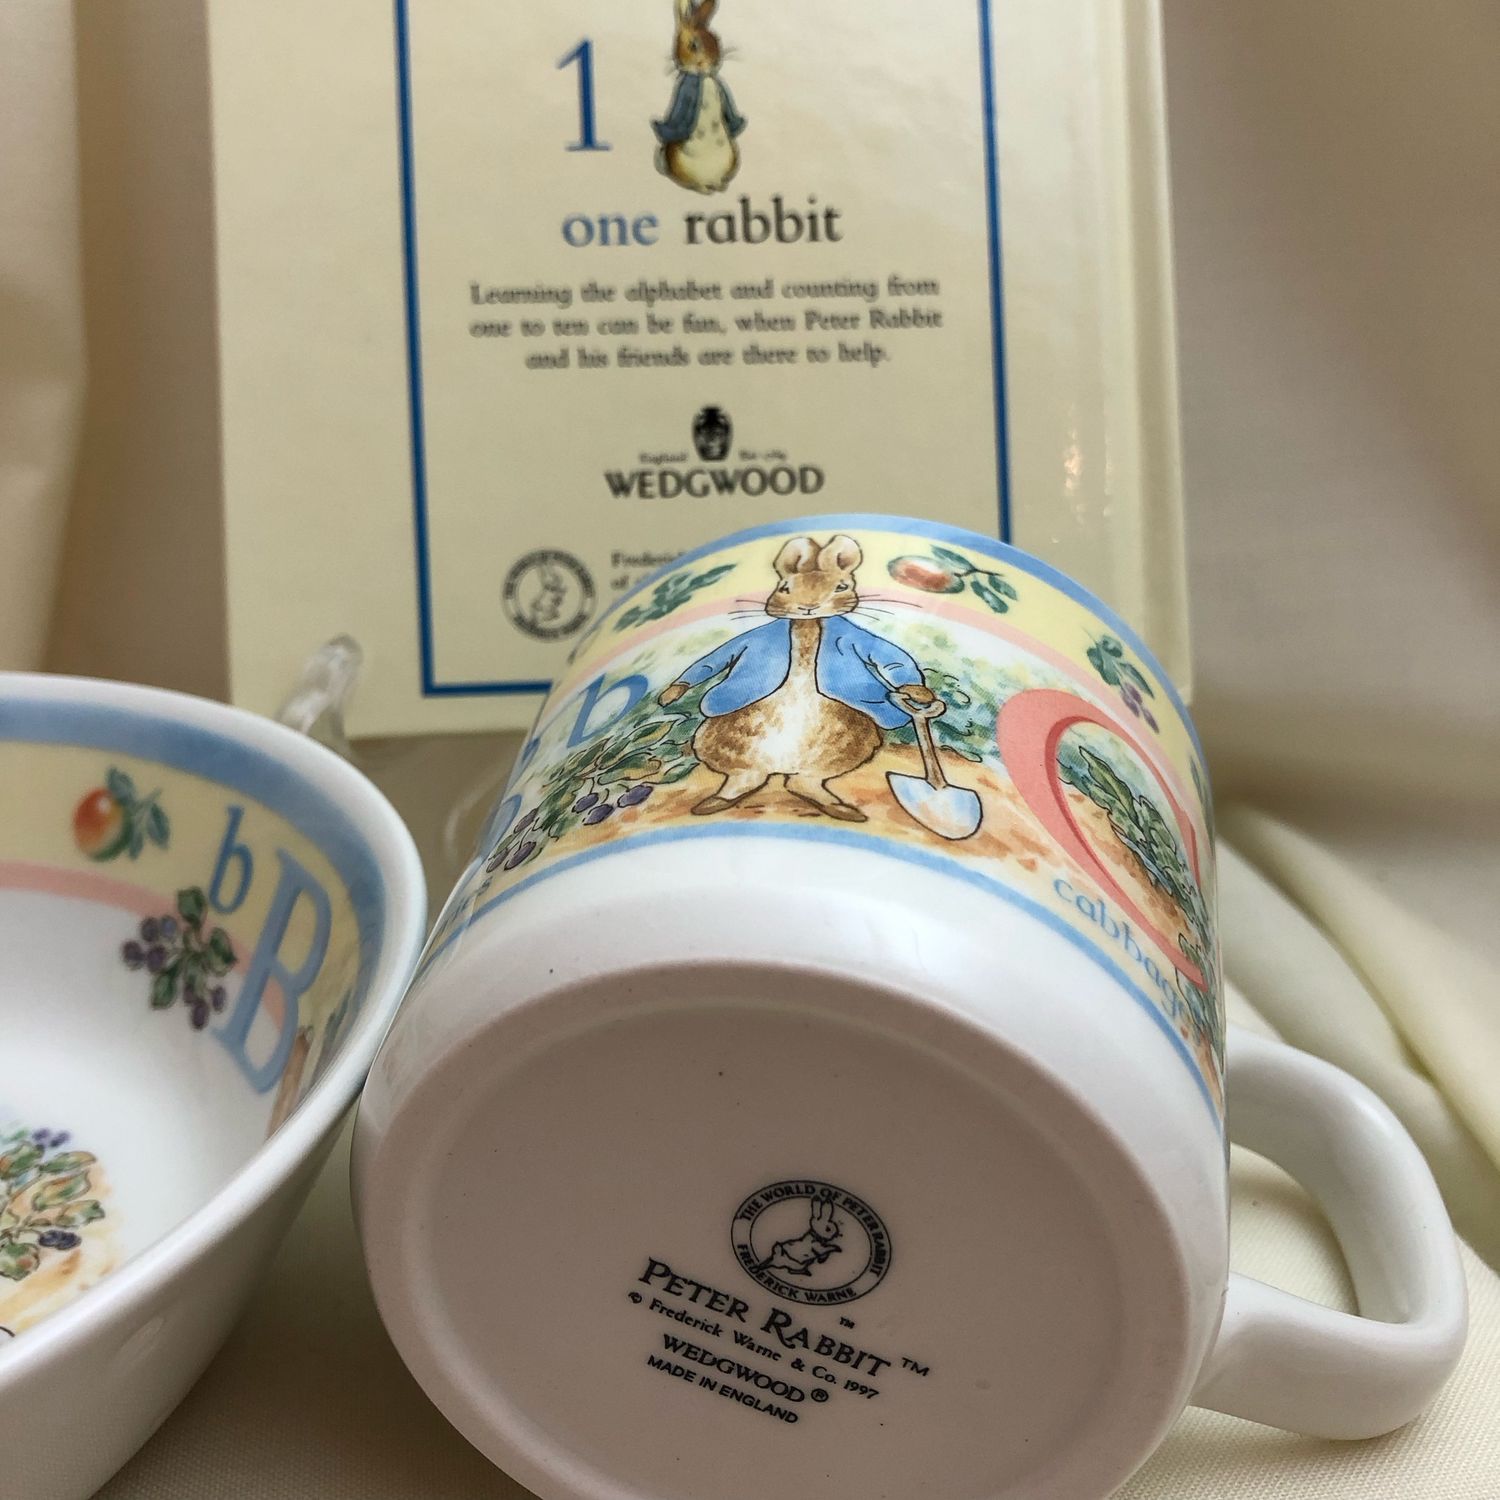 1
one rabbit
Learning the alphabet and counting from
one to ten can be fun, when Peter Rabbit
and his friends are there to help.
England
WEDGWOOD
of
b
C
cabbage
b B
THE WORLD OF PETER RABBIT
FREDERICK WARNE
PETER RABBIT™
© Frederick Warne & Co. 1997
WEDGWOOD®
MADE IN ENGLAND